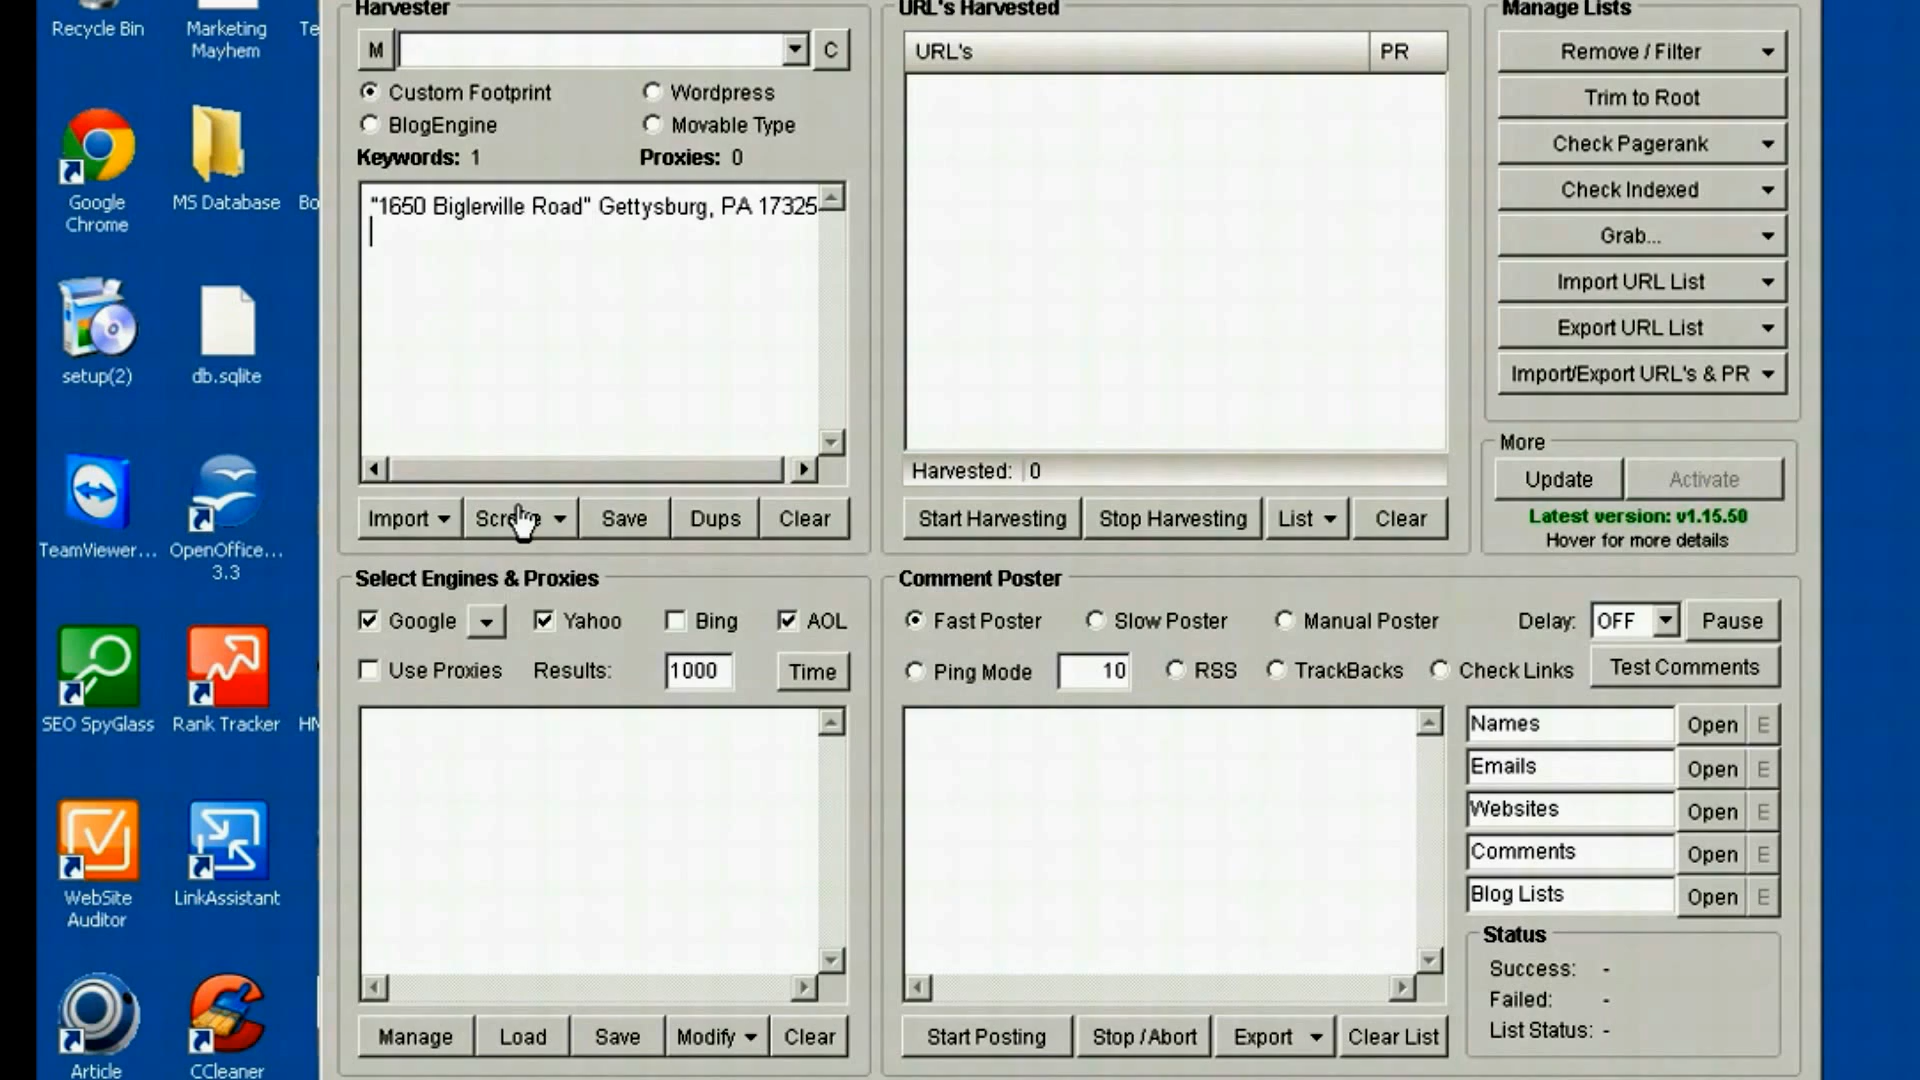 Recycle Bin
Marketing
Mayhem
Te
Google
Chrome
MS Database
Bo
setup(2)
db.sqlite
TeamViewer...
OpenOffice...
3.3
SEO SpyGlass
Rank Tracker
HM
WebSite
Auditor
LinkAssistant
Article
CCleaner
Harvester
M
C
Custom Footprint
Wordpress
BlogEngine
Movable Type
Keywords: 1
Proxies: 0
"1650 Biglerville Road" Gettysburg, PA 17325
Import
Save
Dups
Clear
URL's Harvested
URL's
PR
Harvested: 0
Start Harvesting
Stop Harvesting
List
Clear
Manage Lists
Remove / Filter
Trim to Root
Check Pagerank
Check Indexed
Grab...
Import URL List
Export URL List
Import/Export URL's & PR
More
Update
Activate
Latest version: v1.15.50
Hover for more details
Select Engines & Proxies
Google
Yahoo
Bing
AOL
Use Proxies
Results:
1000
Time
Manage
Load
Save
Modify
Clear
Comment Poster
Fast Poster
Slow Poster
Manual Poster
Delay:
OFF
Pause
Ping Mode
10
RSS
TrackBacks
Check Links
Test Comments
Names
Open
E
Emails
Open
E
Websites
Open
E
Comments
Open
E
Blog Lists
Open
E
Status
Success: -
Failed: -
List Status: -
Start Posting
Stop / Abort
Export
Clear List